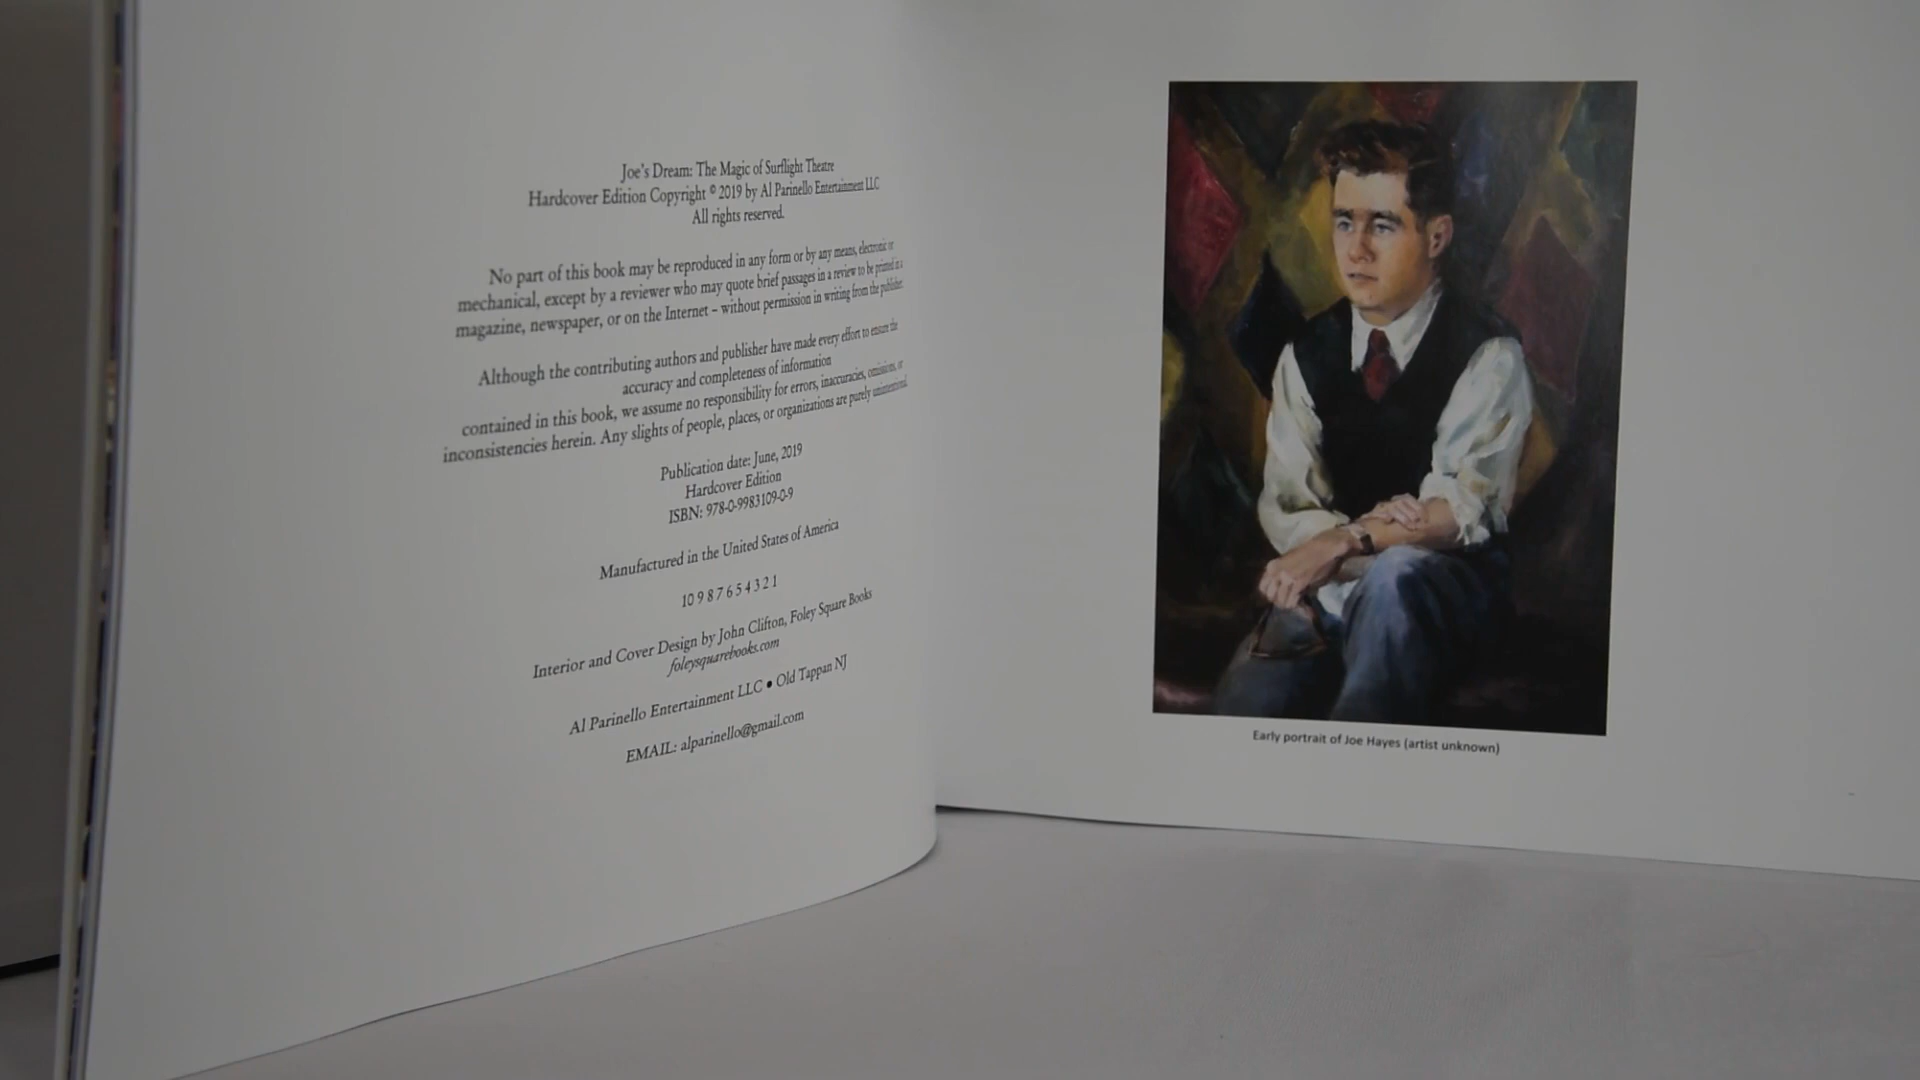 Joe's Dream: The Magic of Surflight Theatre
Hardcover Edition Copyright © 2019 by Al Parinello Entertainment LLC
All rights reserved.
No part of this book may be reproduced in any form or by any means, electronic or
mechanical, except by a reviewer who may quote brief passages in a review to be printed in a
magazine, newspaper, or on the Internet – without permission in writing from the publisher.
Although the contributing authors and publisher have made every effort to ensure the
accuracy and completeness of information
contained in this book, we assume no responsibility for errors, inaccuracies, omissions, or
inconsistencies herein. Any slights of people, places, or organizations are purely unintentional.
Publication date: June, 2019
Hardcover Edition
ISBN: 978-0-9983109-0-9
Manufactured in the United States of America
10 9 8 7 6 5 4 3 2 1
Interior and Cover Design by John Clifton, Foley Square Books
foleysquarebooks.com
Al Parinello Entertainment LLC • Old Tappan NJ
EMAIL: alparinello@gmail.com
Early portrait of Joe Hayes (artist unknown)